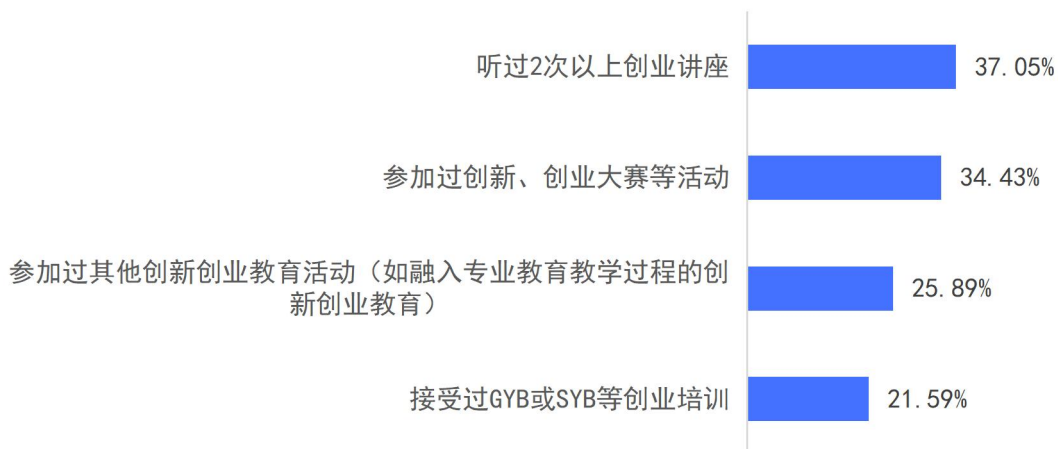 听过2次以上创业讲座
37.05%
参加过创新、创业大赛等活动
34.43%
参加过其他创新创业教育活动（如融入专业教育教学过程的创
新创业教育）
25.89%
接受过GYB或SYB等创业培训
21.59%